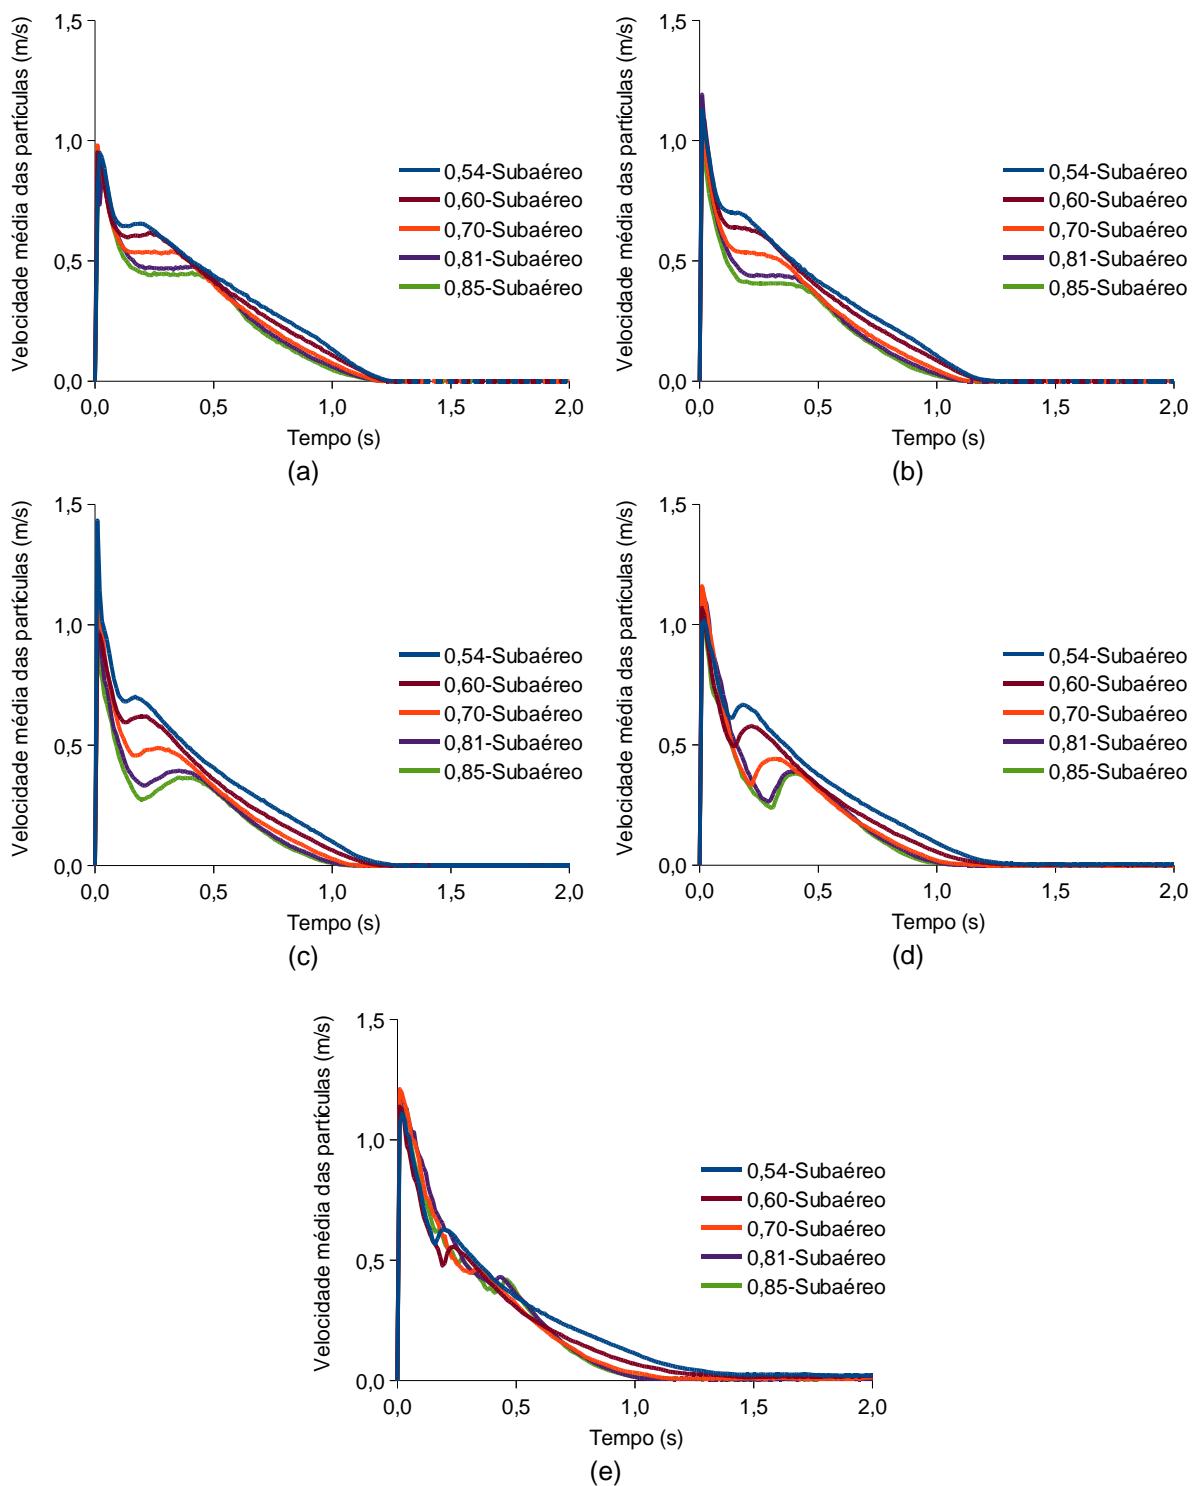 Velocidade média das partículas (m/s)
1,5
1,0
0,5
0,0
0,54-Subaéreo
0,60-Subaéreo
0,70-Subaéreo
0,81-Subaéreo
0,85-Subaéreo
0,0 0,5 1,0 1,5 2,0
Tempo (s)
(a)
Velocidade média das partículas (m/s)
1,5
1,0
0,5
0,0
0,54-Subaéreo
0,60-Subaéreo
0,70-Subaéreo
0,81-Subaéreo
0,85-Subaéreo
0,0 0,5 1,0 1,5 2,0
Tempo (s)
(b)
Velocidade média das partículas (m/s)
1,5
1,0
0,5
0,0
0,54-Subaéreo
0,60-Subaéreo
0,70-Subaéreo
0,81-Subaéreo
0,85-Subaéreo
0,0 0,5 1,0 1,5 2,0
Tempo (s)
(c)
Velocidade média das partículas (m/s)
1,5
1,0
0,5
0,0
0,54-Subaéreo
0,60-Subaéreo
0,70-Subaéreo
0,81-Subaéreo
0,85-Subaéreo
0,0 0,5 1,0 1,5 2,0
Tempo (s)
(d)
Velocidade média das partículas (m/s)
1,5
1,0
0,5
0,0
0,54-Subaéreo
0,60-Subaéreo
0,70-Subaéreo
0,81-Subaéreo
0,85-Subaéreo
0,0 0,5 1,0 1,5 2,0
Tempo (s)
(e)